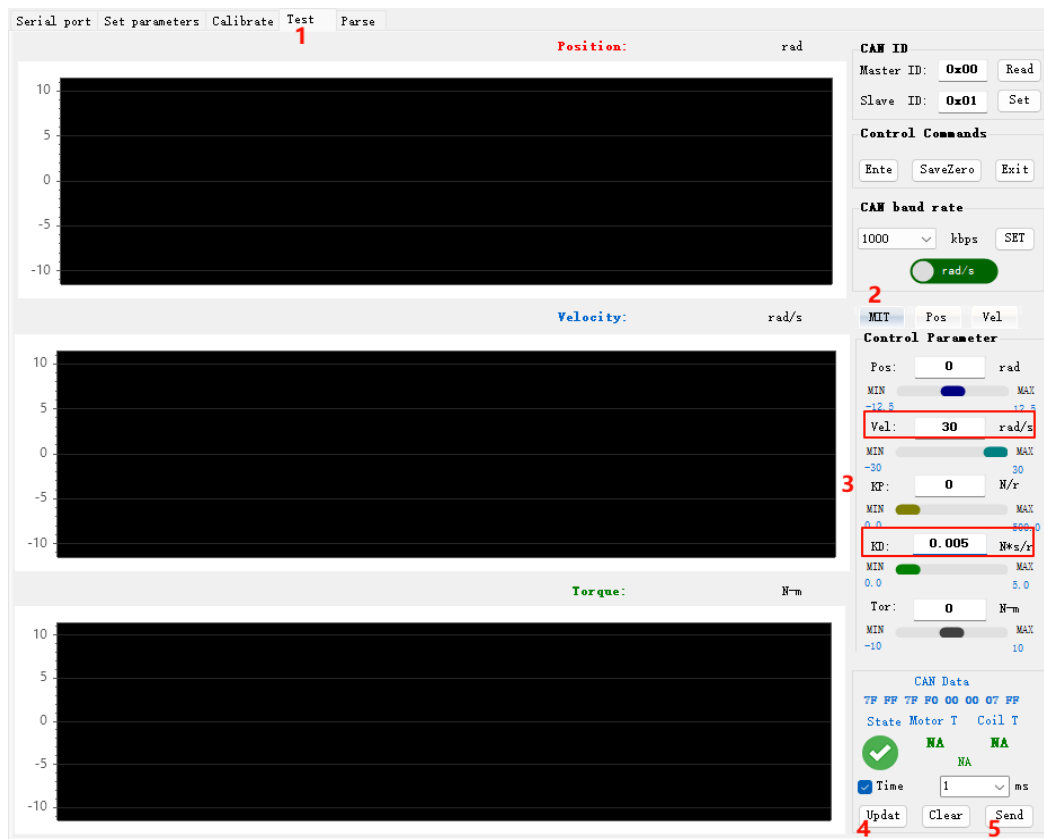 Serial port Set parameters Calibrate Test Parse
1
Position: rad
10
5
0
-5
-10
Velocity: rad/s
10
5
0
-5
-10
Torque: N-m
10
5
0
-5
-10
CAN ID
Master ID: 0x00 Read
Slave ID: 0x01 Set
Control Commands
Ente SaveZero Exit
CAN baud rate
1000 kbps SET
rad/s
2
MIT Pos Vel
Control Parameter
Pos: 0 rad
MIN MAX
-12.5 12.5
Vel: 30 rad/s
MIN MAX
-30 30
3
KP: 0 N/r
MIN MAX
0.0 500.0
KD: 0.005 N*s/r
MIN MAX
0.0 5.0
Tor: 0 N-m
MIN MAX
-10 10
CAN Data
7F FF 7F F0 00 00 07 FF
State Motor T Coil T
NA NA
NA
Time 1 ms
Updat Clear Send
4 5